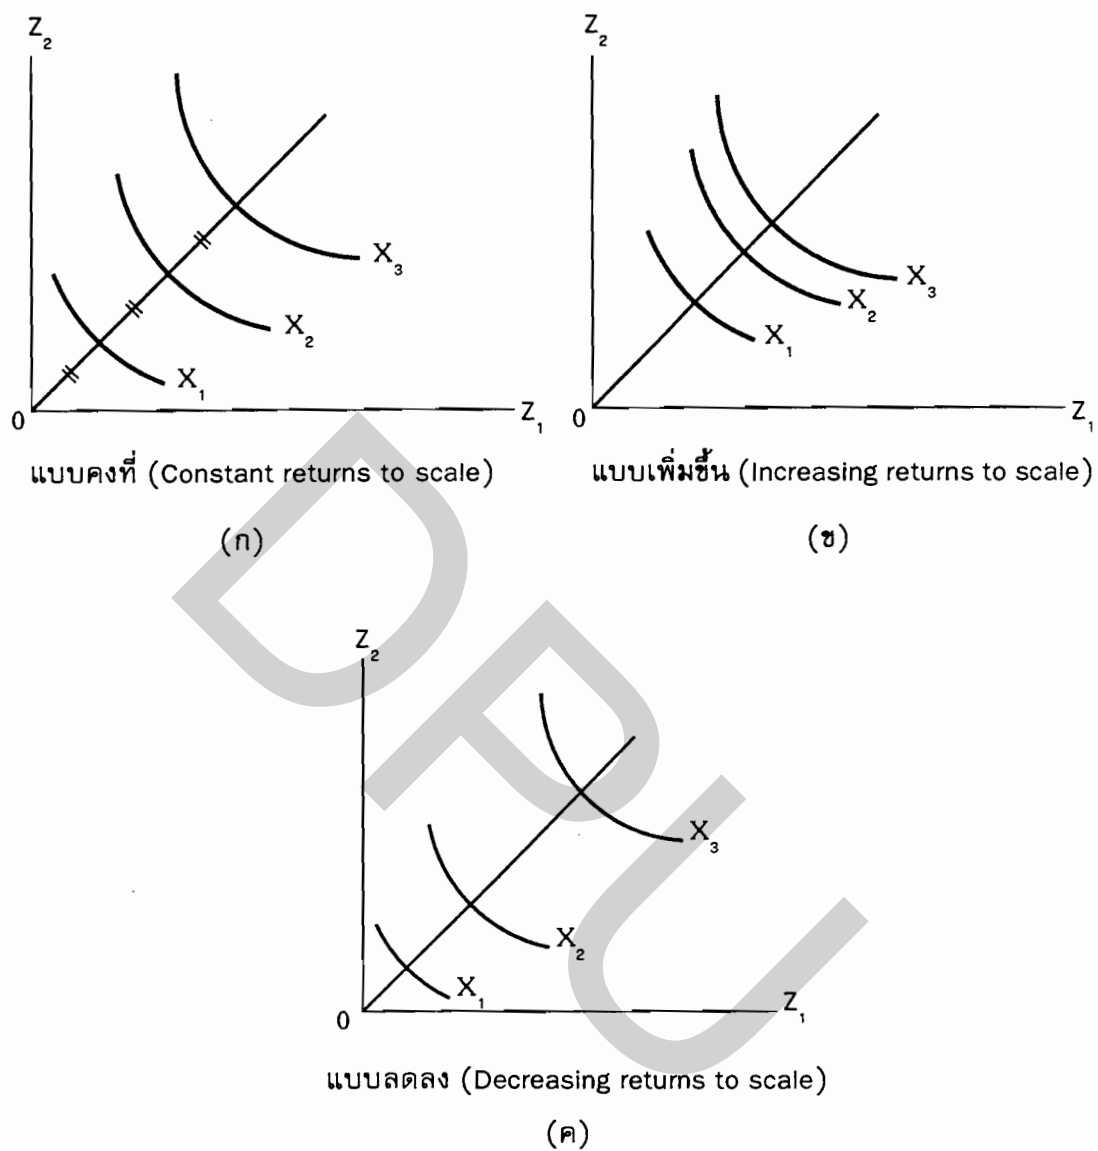 Z2 Z2
X3 X3
X2 X2
X1 X1
0 Z1 0 Z1
แบบคงที่ (Constant returns to scale) แบบเพิ่มขึ้น (Increasing returns to scale)
(ก) (ข)
Z2
X3
X2
X1
0 Z1
แบบลดลง (Decreasing returns to scale)
(ค)
DPU